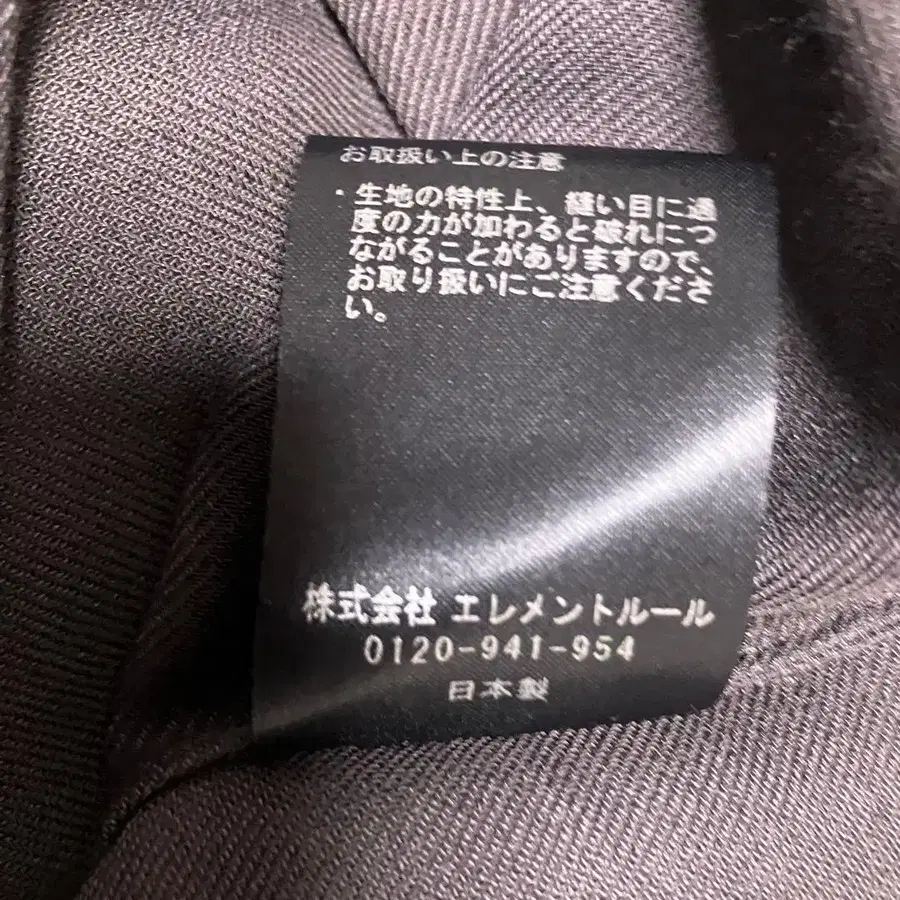 お取扱い上の注意
・生地の特性上、縫い目に過
度の力が加わると破れにつ
ながることがありますので、
お取り扱いにご注意くださ
い。
株式会社 エレメントルール
0120-941-954
日本製